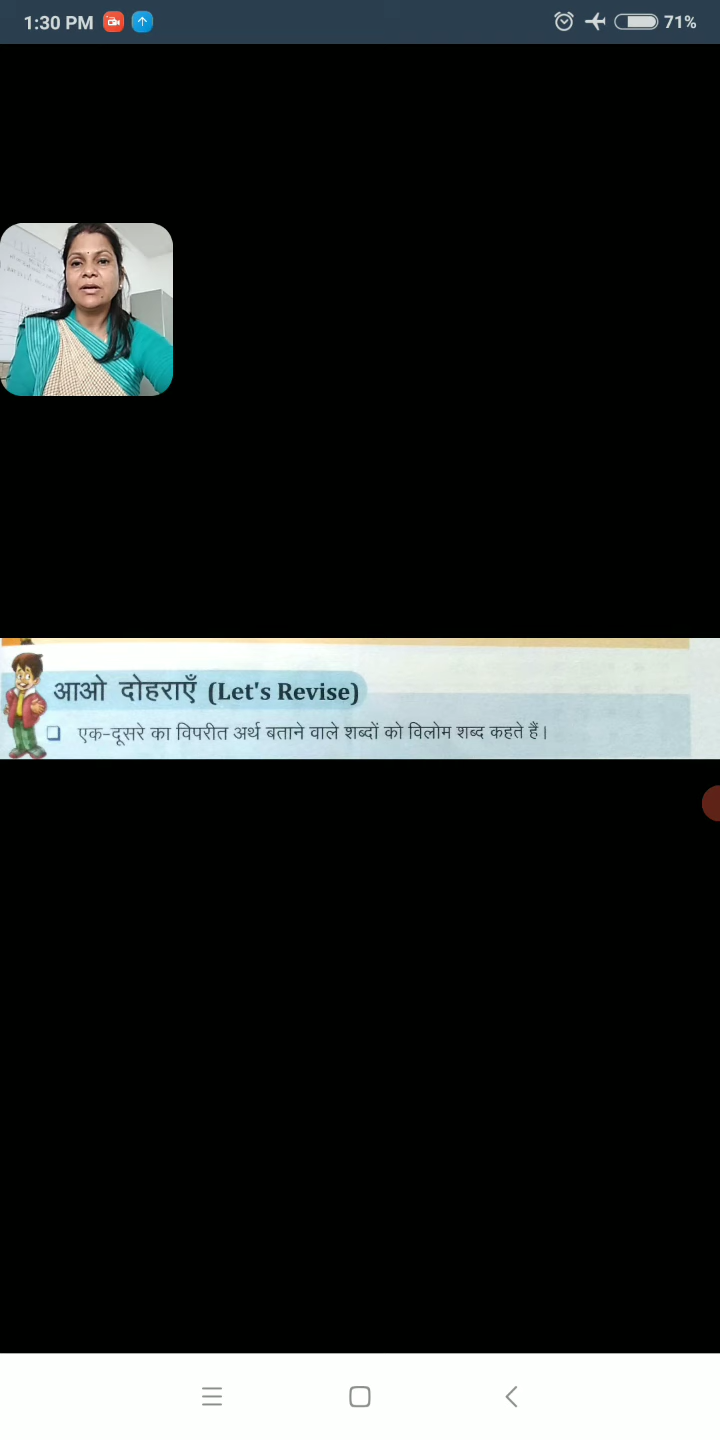 1:30 PM
71%
आओ दोहराएँ (Let's Revise)
एक-दूसरे का विपरीत अर्थ बताने वाले शब्दों को विलोम शब्द कहते हैं।